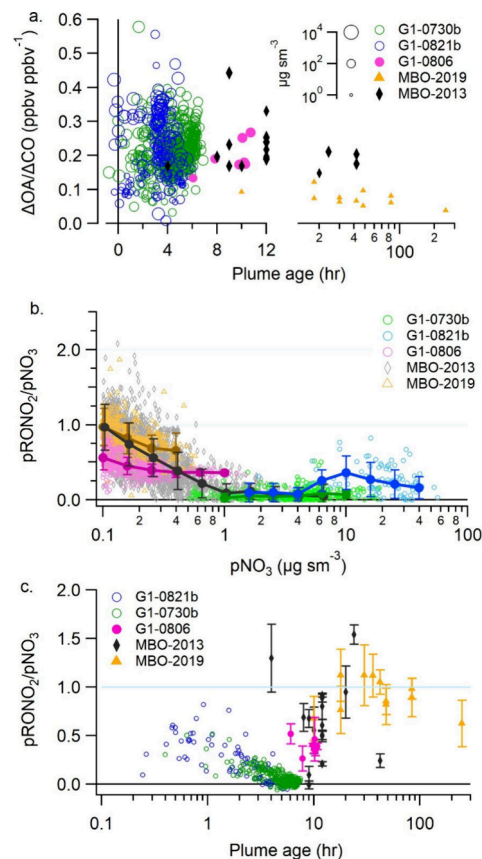 a.
0.6
0.5
0.4
0.3
0.2
0.1
0.0
ΔOA/ΔCO (ppbv ppbv⁻¹)
10⁴
10²
10⁰
µg sm⁻³
G1-0730b
G1-0821b
G1-0806
MBO-2019
MBO-2013
0 4 8 12
2 4 6 8 100 2
Plume age (hr)
Plume age (hr)
b.
2.0
1.0
0.0
pRONO₂/pNO₃
G1-0730b
G1-0821b
G1-0806
MBO-2013
MBO-2019
0.1 2 4 6 8 1 2 4 6 8 10 2 4 6 8 100
pNO₃ (µg sm⁻³)
c.
2.0
1.5
1.0
0.5
0.0
pRONO₂/pNO₃
G1-0821b
G1-0730b
G1-0806
MBO-2013
MBO-2019
0.1 1 10 100
Plume age (hr)